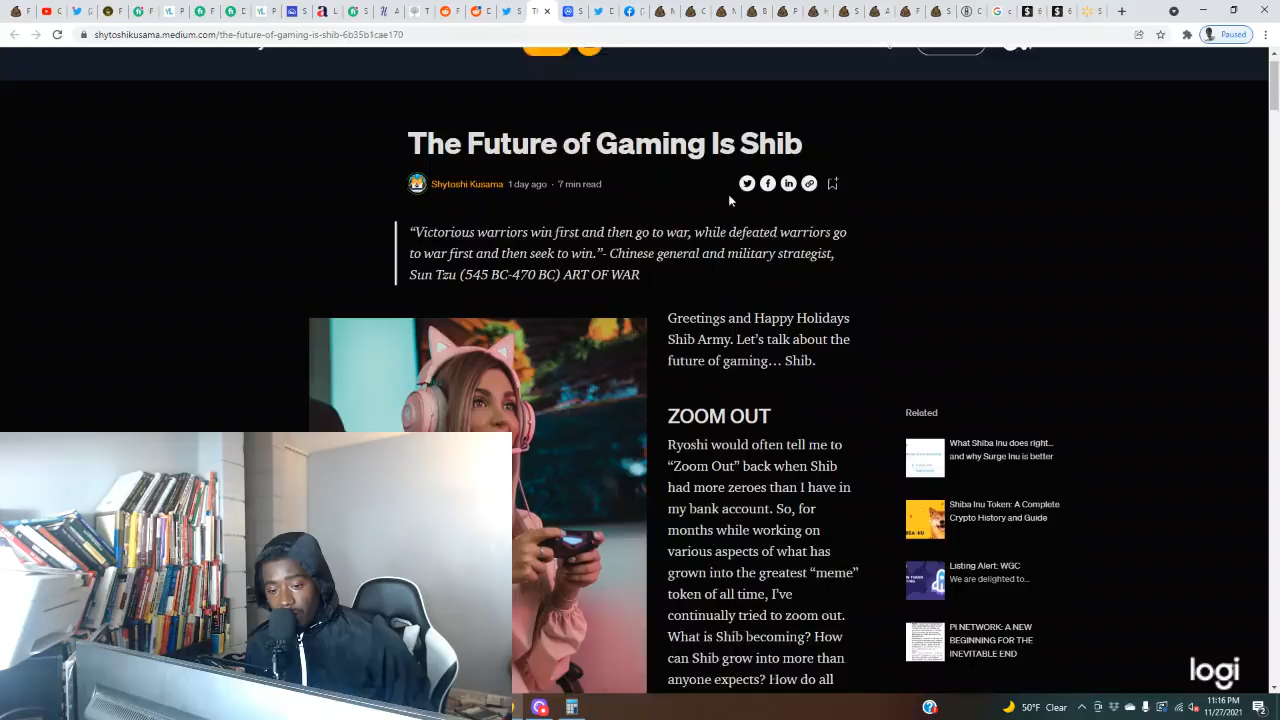 shytoshikusama.medium.com/the-future-of-gaming-is-shib-6b35b1cae170
Paused
The Future of Gaming Is Shib
Shytoshi Kusama 1 day ago · 7 min read
“Victorious warriors win first and then go to war, while defeated warriors go
to war first and then seek to win.”- Chinese general and military strategist,
Sun Tzu (545 BC-470 BC) ART OF WAR
Greetings and Happy Holidays
Shib Army. Let’s talk about the
future of gaming… Shib.
ZOOM OUT
Ryoshi would often tell me to
“Zoom Out” back when Shib
had more zeroes than I have in
my bank account. So, for
months while working on
various aspects of what has
grown into the greatest “meme”
token of all time, I’ve
continually tried to zoom out.
What is Shib becoming? How
can Shib grow into more than
anyone expects? How do all
Related
What Shiba Inu does right…
and why Surge Inu is better
Shiba Inu Token: A Complete
Crypto History and Guide
Listing Alert: WGC
We are delighted to…
PI NETWORK: A NEW
BEGINNING FOR THE
INEVITABLE END
logi
50°F Clear
11:16 PM
11/27/2021